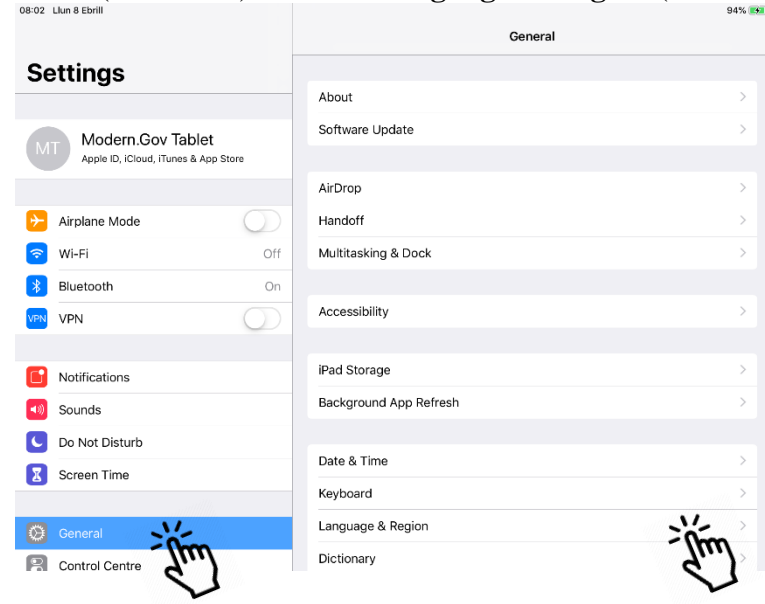 08:02 Llun 8 Ebrill
94%
Settings
MT
Modern.Gov Tablet
Apple ID, iCloud, iTunes & App Store
Airplane Mode
Wi-Fi Off
Bluetooth On
VPN VPN
Notifications
Sounds
Do Not Disturb
Screen Time
General
Control Centre
General
About
Software Update
AirDrop
Handoff
Multitasking & Dock
Accessibility
iPad Storage
Background App Refresh
Date & Time
Keyboard
Language & Region
Dictionary